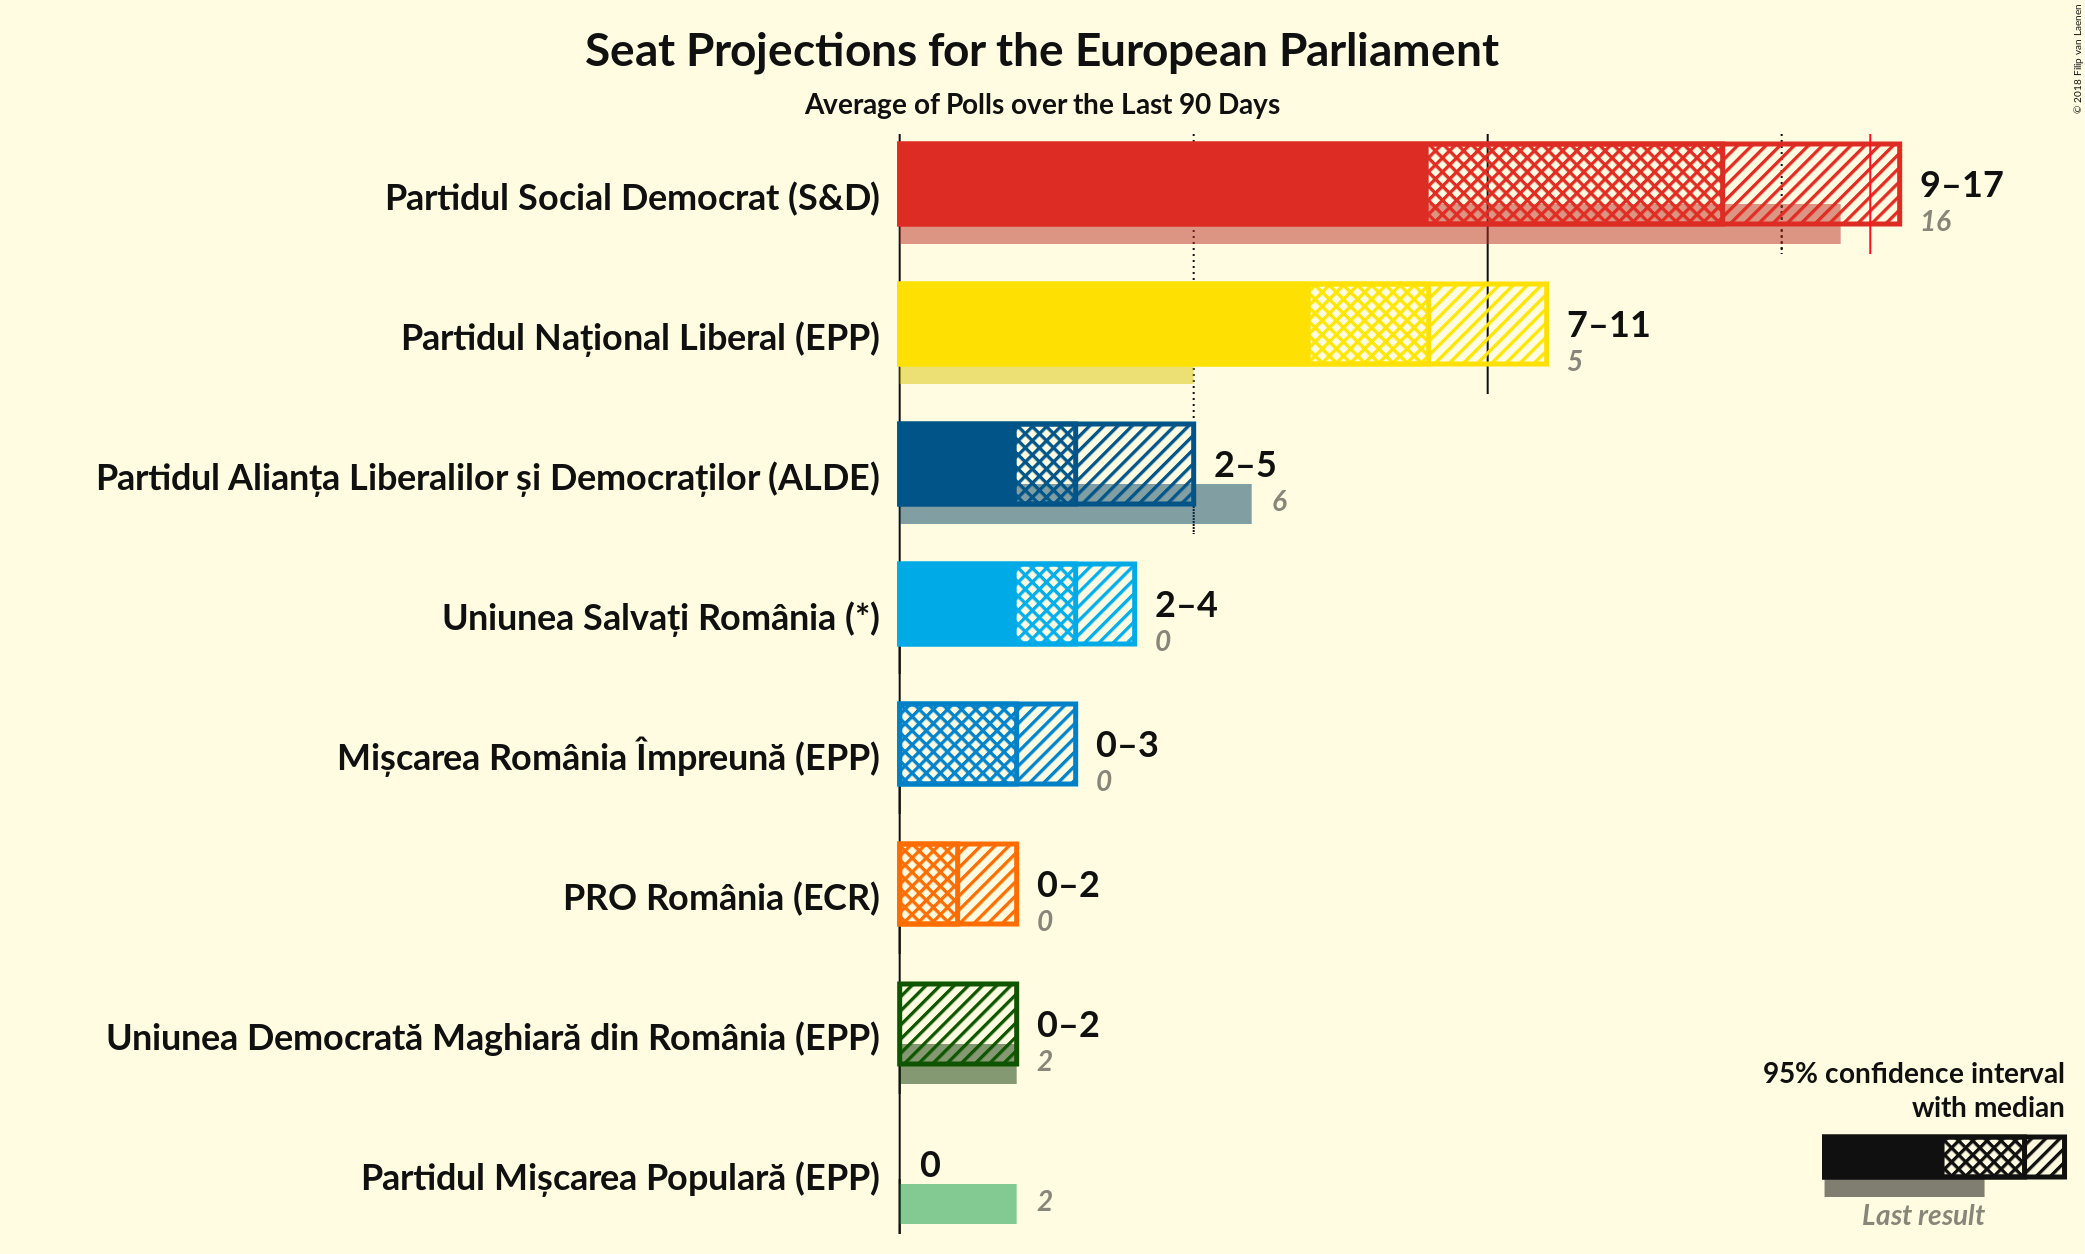 Seat Projections for the European Parliament
Average of Polls over the Last 90 Days
© 2018 Filip van Laenen
Partidul Social Democrat (S&D)
9–17
16
Partidul Național Liberal (EPP)
7–11
5
Partidul Alianța Liberalilor și Democraților (ALDE)
2–5
6
Uniunea Salvați România (*)
2–4
0
Mișcarea România Împreună (EPP)
0–3
0
PRO România (ECR)
0–2
0
Uniunea Democrată Maghiară din România (EPP)
0–2
2
Partidul Mișcarea Populară (EPP)
0
2
95% confidence interval
with median
Last result